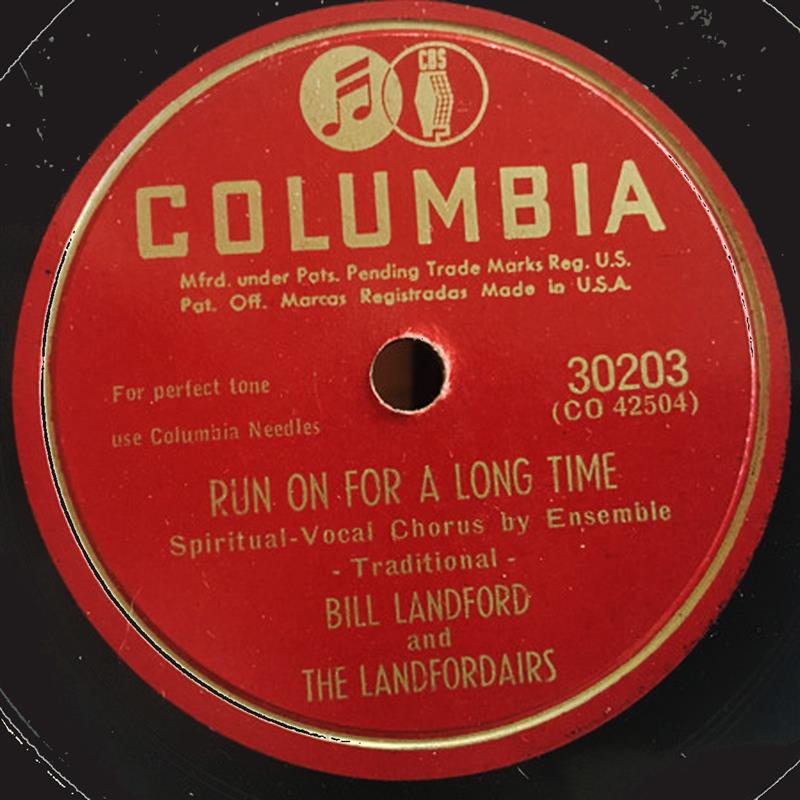 CBS
COLUMBIA
Mfrd. under Pats. Pending Trade Marks Reg. U.S.
Pat. Off. Marcas Registradas Made in U.S.A.
For perfect tone
use Columbia Needles
30203
(CO 42504)
RUN ON FOR A LONG TIME
Spiritual-Vocal Chorus by Ensemble
- Traditional -
BILL LANDFORD
and
THE LANDFORDAIRS